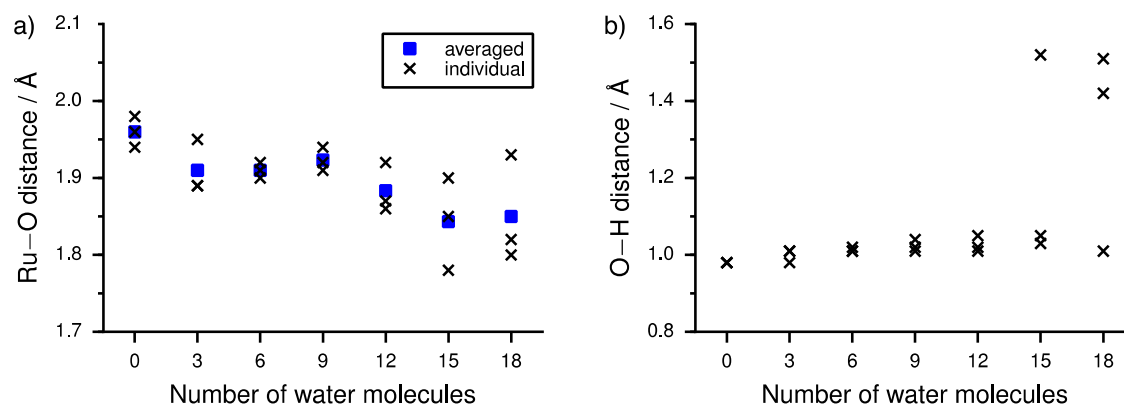 a)
2.1
2.0
1.9
1.8
1.7
Ru−O distance / Å
averaged
individual
0 3 6 9 12 15 18
Number of water molecules
b)
1.6
1.4
1.2
1.0
0.8
O−H distance / Å
0 3 6 9 12 15 18
Number of water molecules